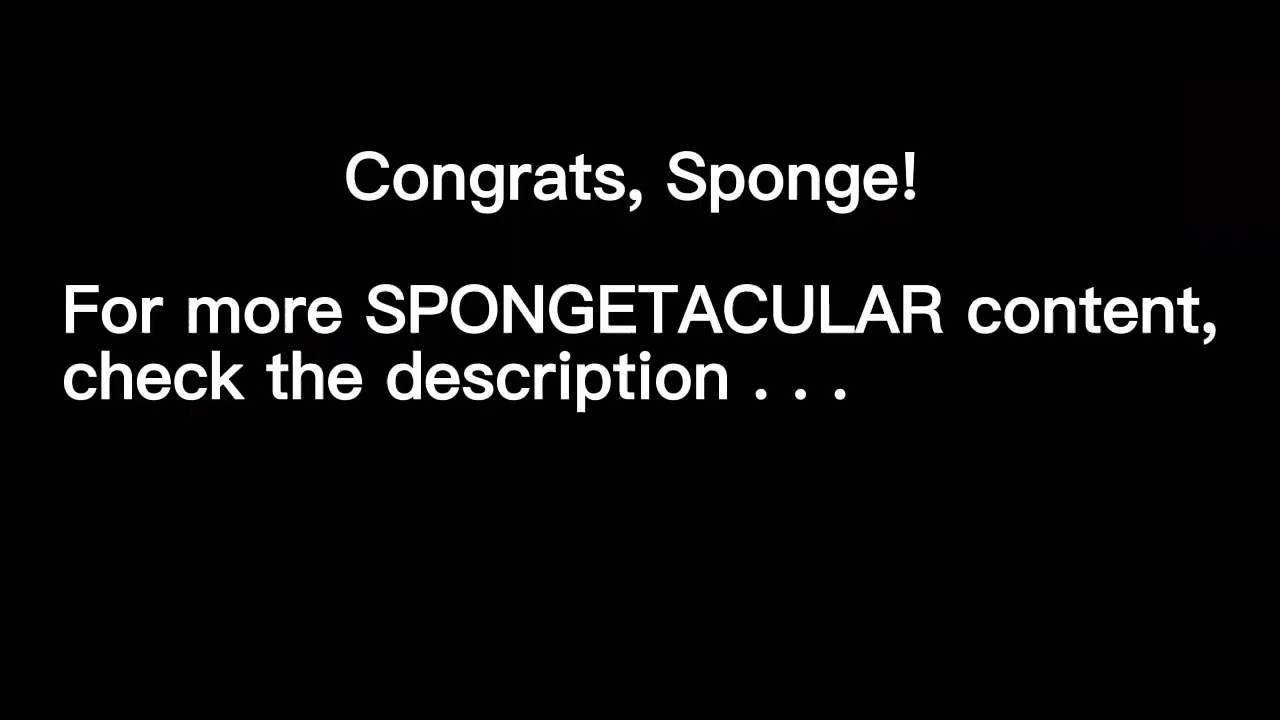 Congrats, Sponge!
For more SPONGETACULAR content,
check the description . . .